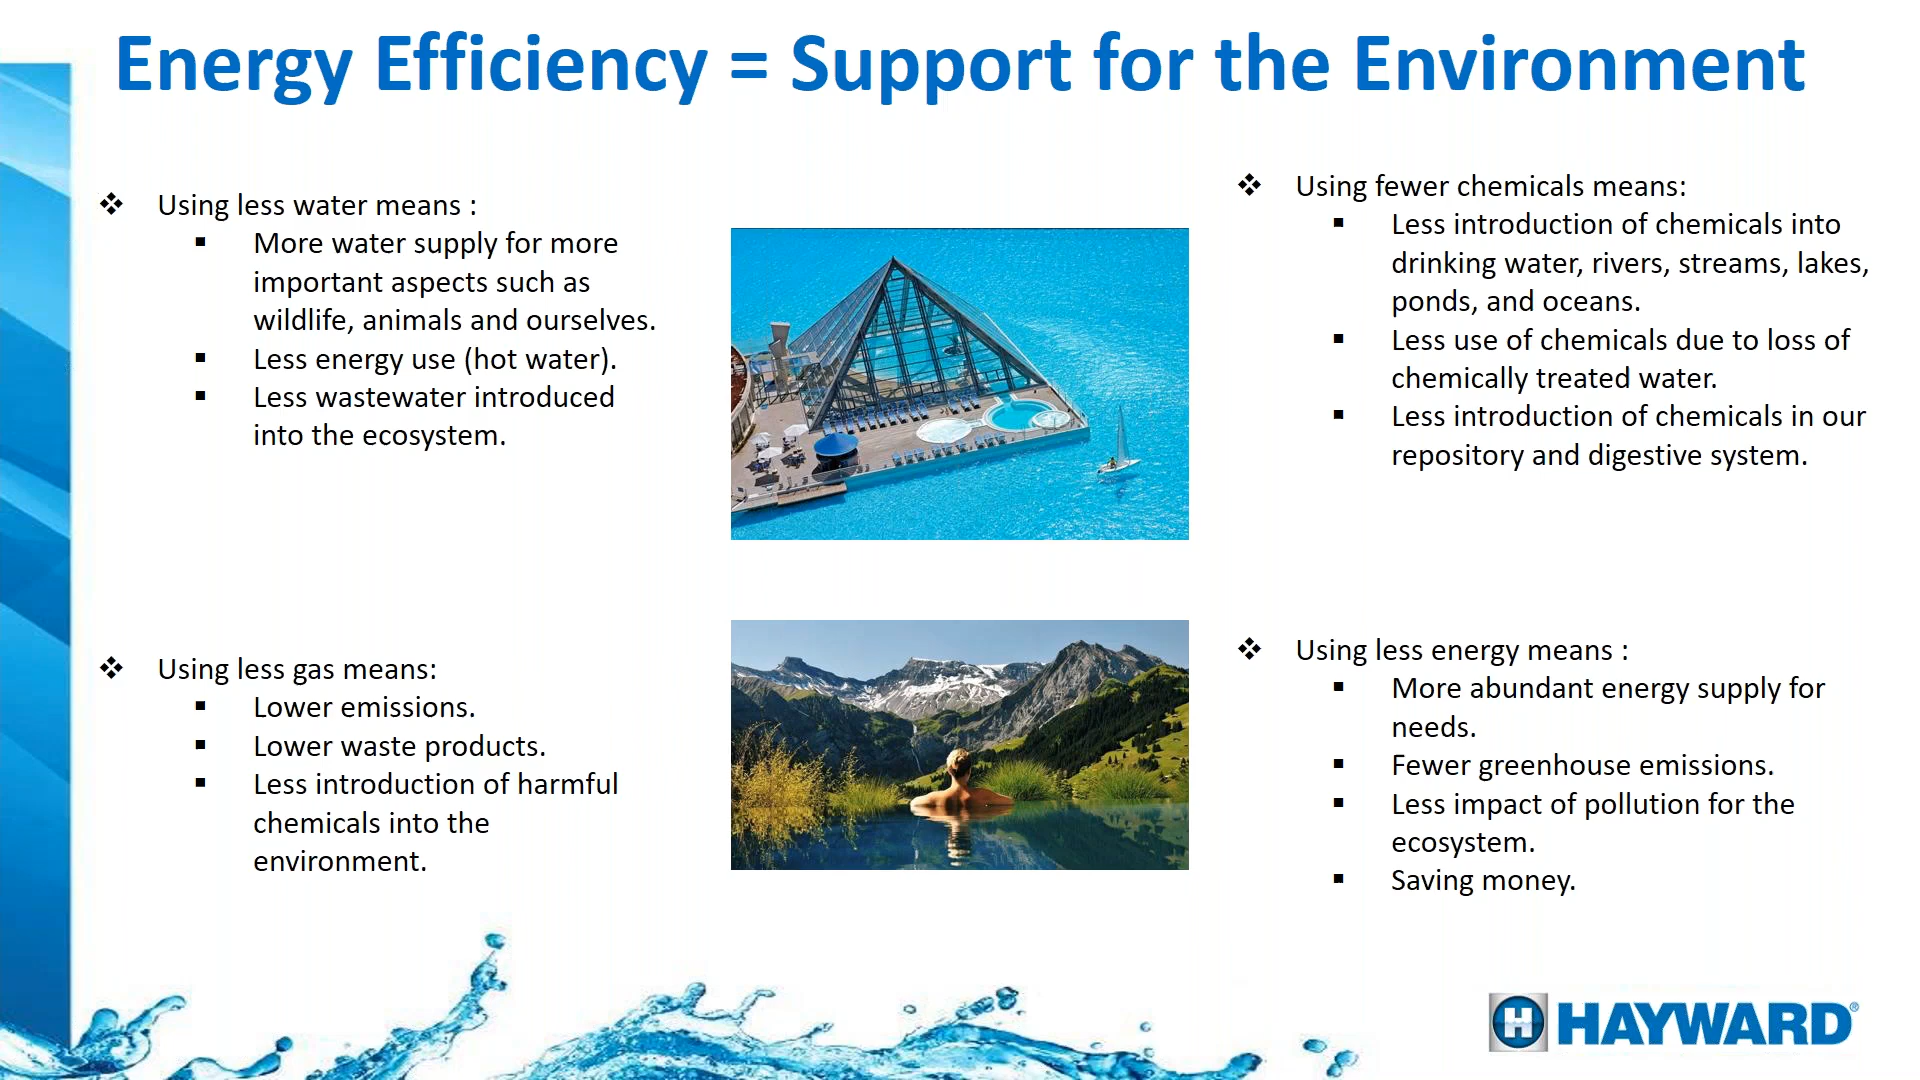 Energy Efficiency = Support for the Environment
❖ Using less water means :
▪ More water supply for more
important aspects such as
wildlife, animals and ourselves.
▪ Less energy use (hot water).
▪ Less wastewater introduced
into the ecosystem.
❖ Using less gas means:
▪ Lower emissions.
▪ Lower waste products.
▪ Less introduction of harmful
chemicals into the
environment.
❖ Using fewer chemicals means:
▪ Less introduction of chemicals into
drinking water, rivers, streams, lakes,
ponds, and oceans.
▪ Less use of chemicals due to loss of
chemically treated water.
▪ Less introduction of chemicals in our
repository and digestive system.
❖ Using less energy means :
▪ More abundant energy supply for
needs.
▪ Fewer greenhouse emissions.
▪ Less impact of pollution for the
ecosystem.
▪ Saving money.
H HAYWARD®